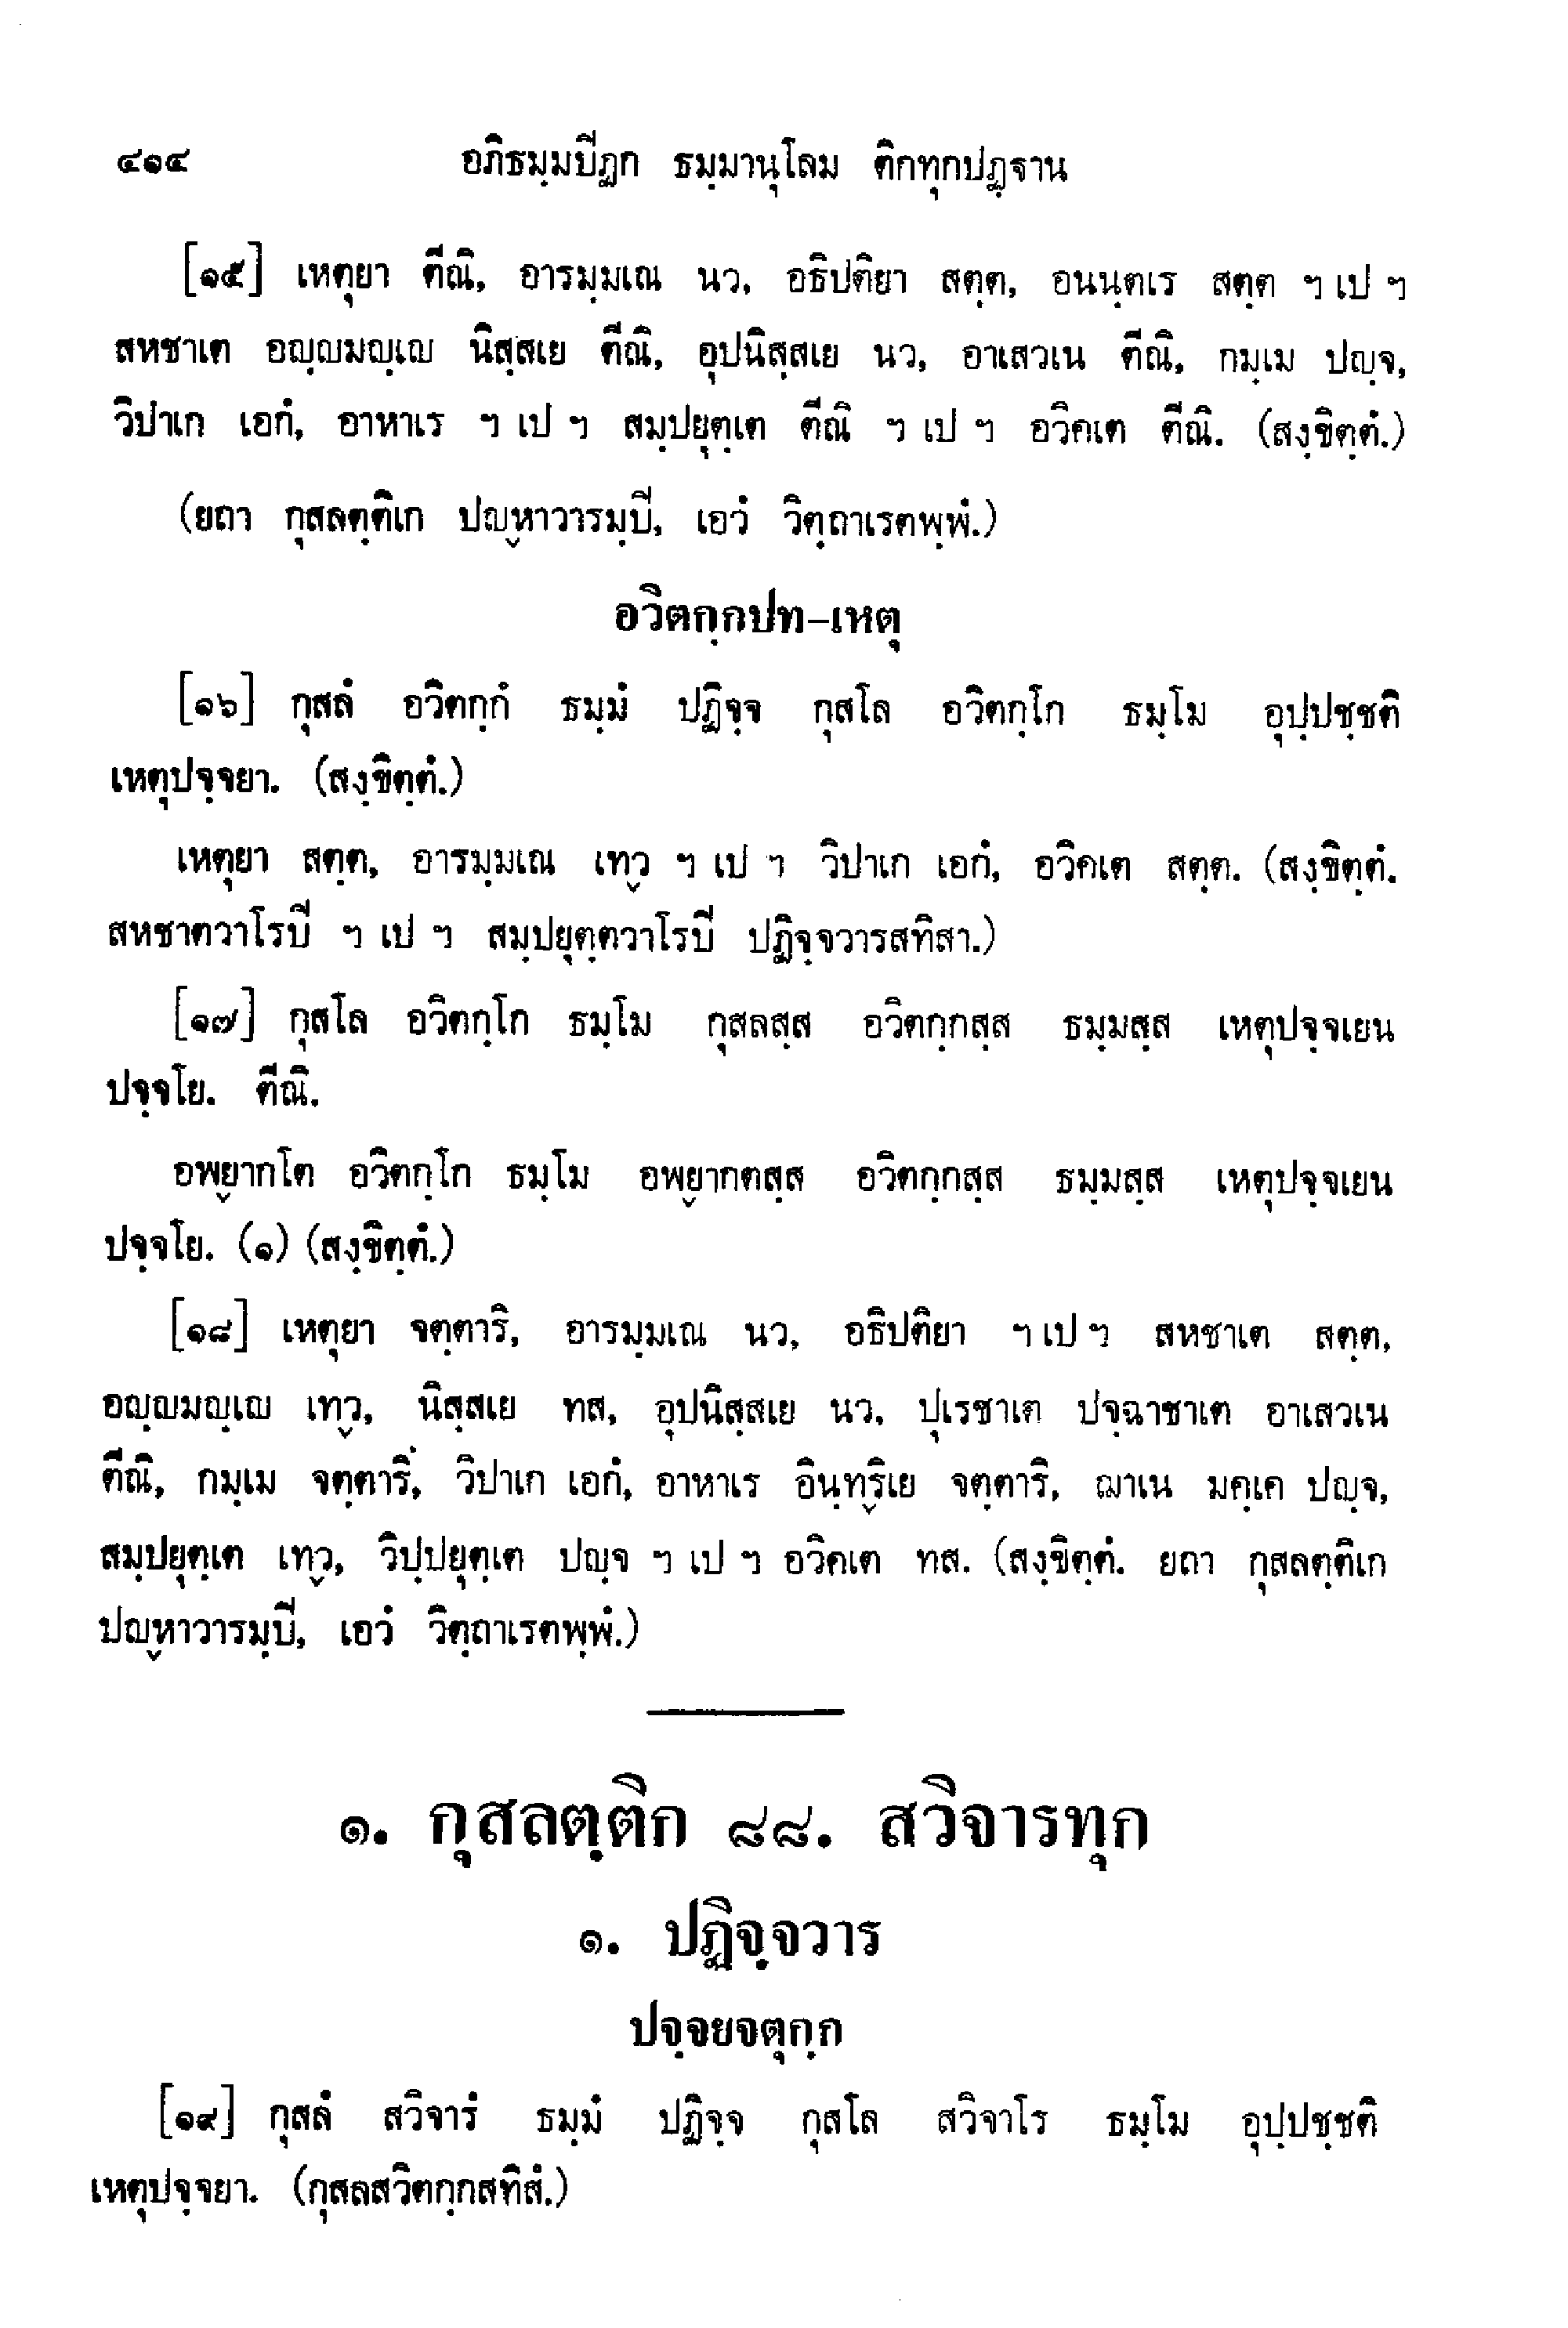 ๔๑๔ อภิธมฺมปิฏก ธมฺมานุโลม ติกทุกปฏฺฐาน
[๑๕] เหตุยา ตีณิ, อารมฺมเณ นว, อธิปติยา สตฺต, อนนฺตเร สตฺต ฯ เป ฯ
สหชาเต อญฺญมญฺเญ นิสฺสเย ตีณิ, อุปนิสฺสเย นว, อาเสวเน ตีณิ, กมฺเม ปญฺจ,
วิปาเก เอกํ, อาหาเร ฯ เป ฯ สมฺปยุตฺเต ตีณิ ฯ เป ฯ อวิคเต ตีณิ. (สงฺขิตฺตํ.)
(ยถา กุสลตฺติเก ปญฺหาวารมฺปิ, เอวํ วิตฺถาเรตพฺพํ.)
อวิตกฺกปท–เหตุ
[๑๖] กุสลํ อวิตกฺกํ ธมฺมํ ปฏิจฺจ กุสโล อวิตกฺโก ธมฺโม อุปฺปชฺชติ
เหตุปจฺจยา. (สงฺขิตฺตํ.)
เหตุยา สตฺต, อารมฺมเณ เทฺว ฯ เป ฯ วิปาเก เอกํ, อวิคเต สตฺต. (สงฺขิตฺตํ.
สหชาตวาโรปิ ฯ เป ฯ สมฺปยุตฺตวาโรปิ ปฏิจฺจวารสทิสา.)
[๑๗] กุสโล อวิตกฺโก ธมฺโม กุสลสฺส อวิตกฺกสฺส ธมฺมสฺส เหตุปจฺจเยน
ปจฺจโย. ตีณิ.
อพฺยากโต อวิตกฺโก ธมฺโม อพฺยากตสฺส อวิตกฺกสฺส ธมฺมสฺส เหตุปจฺจเยน
ปจฺจโย. (๑) (สงฺขิตฺตํ.)
[๑๘] เหตุยา จตฺตาริ, อารมฺมเณ นว, อธิปติยา ฯ เป ฯ สหชาเต สตฺต,
อญฺญมญฺเญ เทฺว, นิสฺสเย ทส, อุปนิสฺสเย นว, ปุเรชาเต ปจฺฉาชาเต อาเสวเน
ตีณิ, กมฺเม จตฺตาริ, วิปาเก เอกํ, อาหาเร อินฺทฺริเย จตฺตาริ, ฌาเน มคฺเค ปญฺจ,
สมฺปยุตฺเต เทฺว, วิปฺปยุตฺเต ปญฺจ ฯ เป ฯ อวิคเต ทส. (สงฺขิตฺตํ. ยถา กุสลตฺติเก
ปญฺหาวารมฺปิ, เอวํ วิตฺถาเรตพฺพํ.)
๑. กุสลตฺติก ๘๘. สวิจารทุก
๑. ปฏิจฺจวาร
ปจฺจยจตุกฺก
[๑๙] กุสลํ สวิจารํ ธมฺมํ ปฏิจฺจ กุสโล สวิจาโร ธมฺโม อุปฺปชฺชติ
เหตุปจฺจยา. (กุสลสวิตกฺกสทิสํ.)